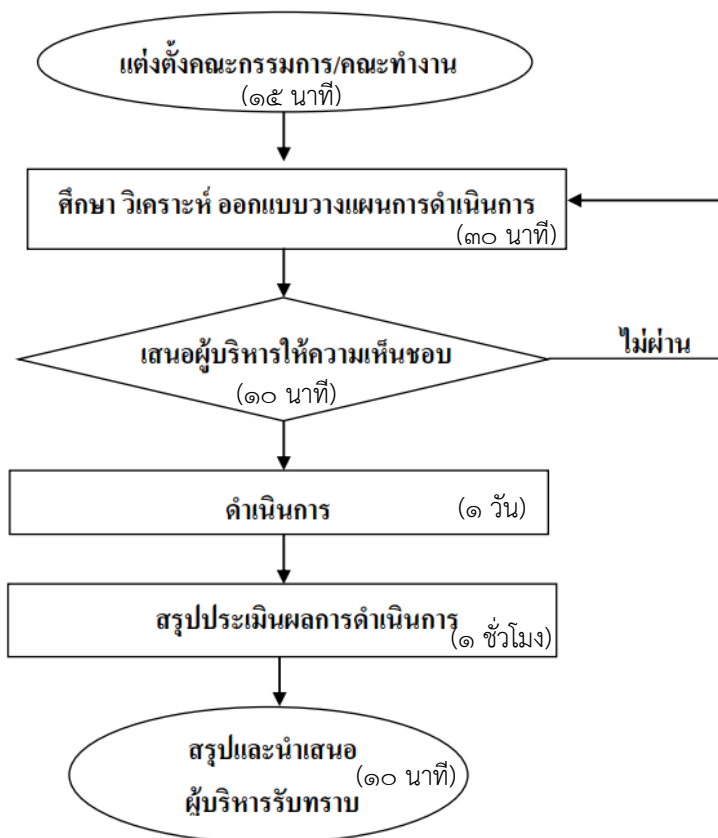 แต่งตั้งคณะกรรมการ/คณะทำงาน
(๑๕ นาที)
ศึกษา วิเคราะห์ ออกแบบวางแผนการดำเนินการ
(๓๐ นาที)
เสนอผู้บริหารให้ความเห็นชอบ
(๑๐ นาที)
ไม่ผ่าน
ดำเนินการ (๑ วัน)
สรุปประเมินผลการดำเนินการ
(๑ ชั่วโมง)
สรุปและนำเสนอ
(๑๐ นาที)
ผู้บริหารรับทราบ